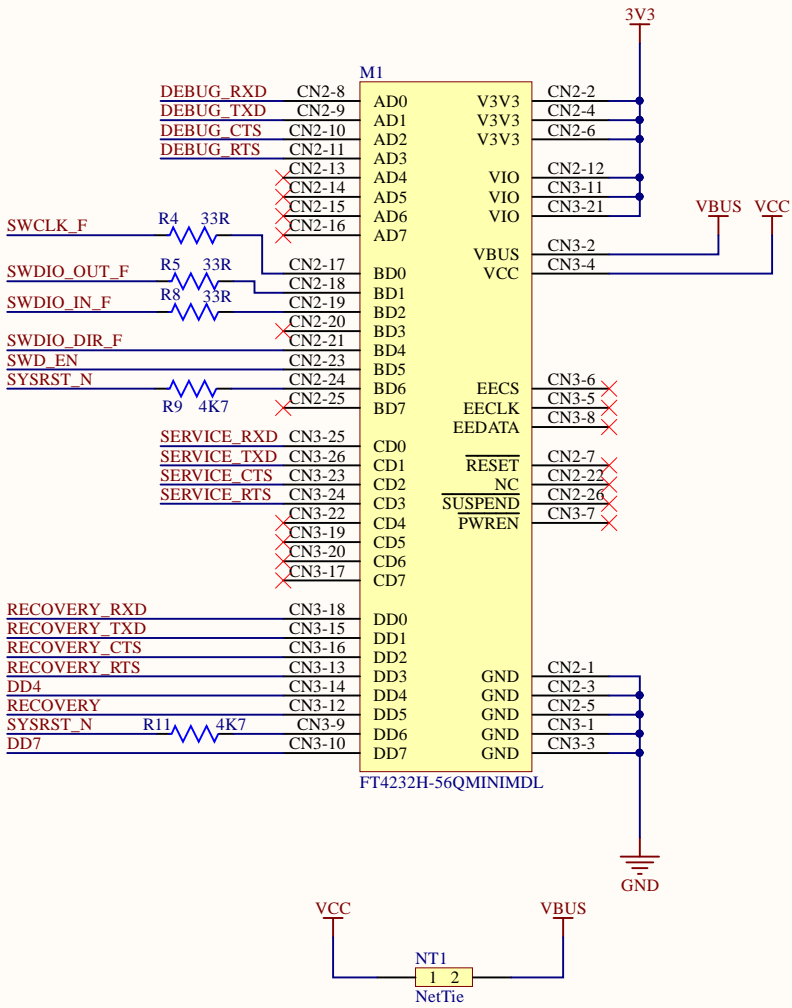 3V3
M1
DEBUG_RXD CN2-8 AD0 V3V3 CN2-2
DEBUG_TXD CN2-9 AD1 V3V3 CN2-4
DEBUG_CTS CN2-10 AD2 V3V3 CN2-6
DEBUG_RTS CN2-11 AD3
CN2-13 AD4 VIO CN2-12
CN2-14 AD5 VIO CN3-11
CN2-15 AD6 VIO CN3-21
CN2-16 AD7
VBUS VCC
SWCLK_F R4 33R
VBUS CN3-2
CN2-17 BD0 VCC CN3-4
SWDIO_OUT_F R5 33R CN2-18 BD1
SWDIO_IN_F R8 33R CN2-19 BD2
CN2-20 BD3
SWDIO_DIR_F CN2-21 BD4
SWD_EN CN2-23 BD5
SYSRST_N CN2-24 BD6 EECS CN3-6
R9 4K7 CN2-25 BD7 EECLK CN3-5
EEDATA CN3-8
SERVICE_RXD CN3-25 CD0
SERVICE_TXD CN3-26 CD1 RESET CN2-7
SERVICE_CTS CN3-23 CD2 NC CN2-22
SERVICE_RTS CN3-24 CD3 SUSPEND CN2-26
CN3-22 CD4 PWREN CN3-7
CN3-19 CD5
CN3-20 CD6
CN3-17 CD7
RECOVERY_RXD CN3-18 DD0
RECOVERY_TXD CN3-15 DD1
RECOVERY_CTS CN3-16 DD2
RECOVERY_RTS CN3-13 DD3 GND CN2-1
DD4 CN3-14 DD4 GND CN2-3
RECOVERY CN3-12 DD5 GND CN2-5
SYSRST_N R11 4K7 CN3-9 DD6 GND CN3-1
DD7 CN3-10 DD7 GND CN3-3
FT4232H-56QMINIMDL
GND
VCC VBUS
NT1
1 2
NetTie